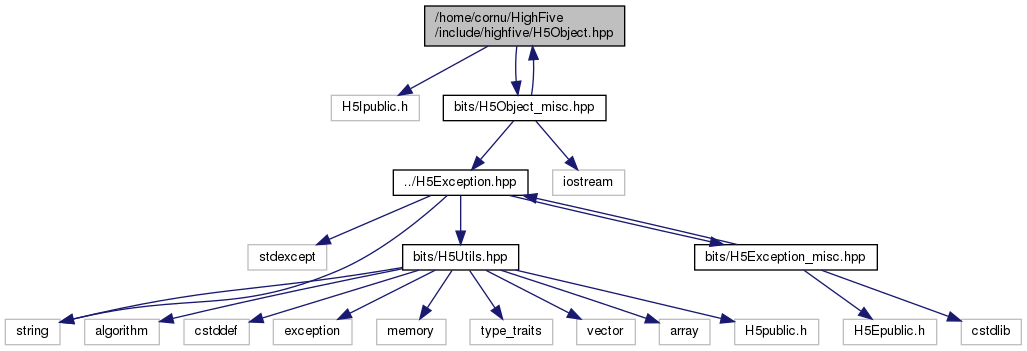 /home/cornu/HighFive
/include/highfive/H5Object.hpp
H5Ipublic.h
bits/H5Object_misc.hpp
../H5Exception.hpp
iostream
stdexcept
bits/H5Utils.hpp
bits/H5Exception_misc.hpp
string
algorithm
cstddef
exception
memory
type_traits
vector
array
H5public.h
H5Epublic.h
cstdlib